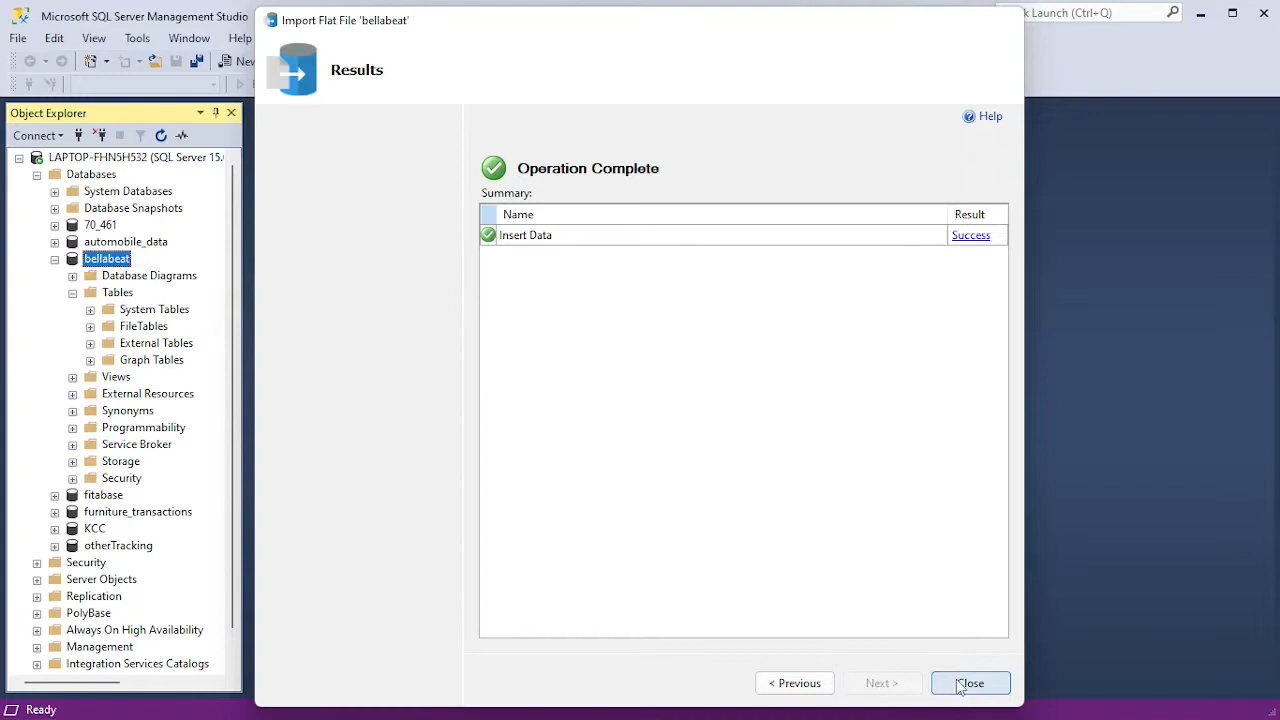 Microsoft SQL Server Management Studio
Import Flat File 'bellabeat'
Launch (Ctrl+Q)
File Edit View Tools Window Help
Results
Object Explorer
Connect
Help
LAPTOP-FHN5H532 (SQL Server 15.
Databases
System Databases
Database Snapshots
70_461
automobile_data
bellabeat
Database Diagrams
Tables
System Tables
FileTables
External Tables
Graph Tables
Views
External Resources
Synonyms
Programmability
Service Broker
Storage
Security
fitabase
furniture_transactions
KCC
otherTracking
Security
Server Objects
Replication
PolyBase
Always On High Availability
Management
Integration Services Catalogs
Operation Complete
Summary:
Name Result
Insert Data Success
< Previous Next > Close
Ready